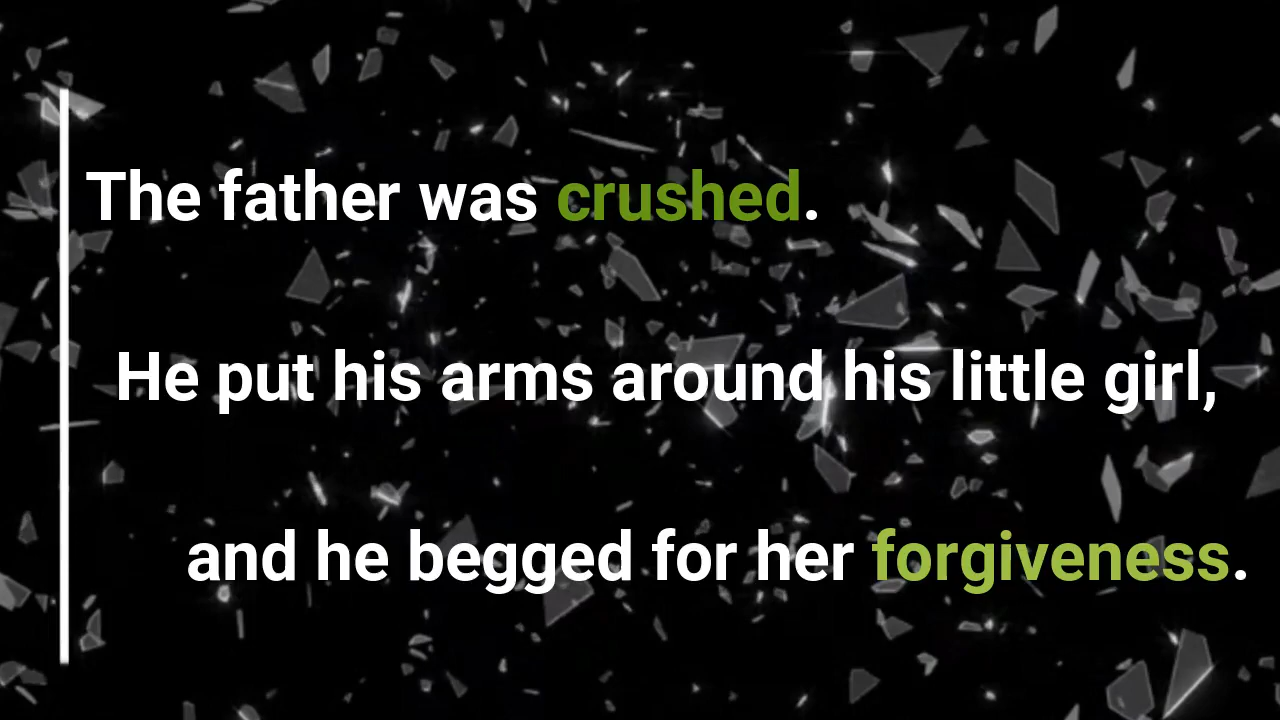 The father was crushed.
He put his arms around his little girl,
and he begged for her forgiveness.